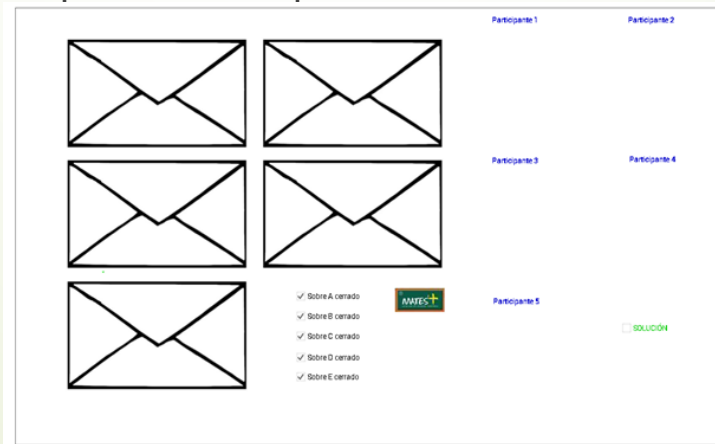 Participante 1
Participante 2
Participante 3
Participante 4
Sobre A cerrado
MATES+
Sobre B cerrado
Participante 5
Sobre C cerrado
SOLUCIÓN
Sobre D cerrado
Sobre E cerrado